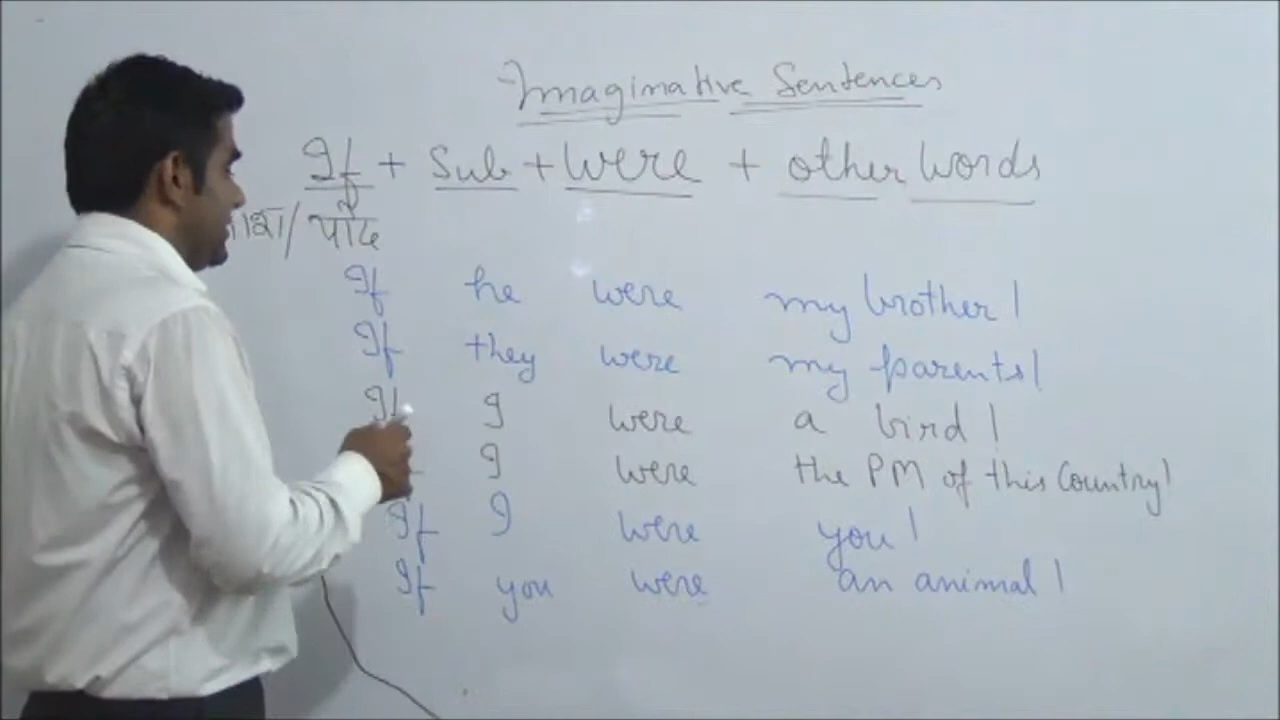 Imaginative Sentences
If + Sub + were + other words
यदि
If he were my brother !
If they were my parents !
If I were a bird !
I were the PM of this Country !
If I were you !
If you were an animal !